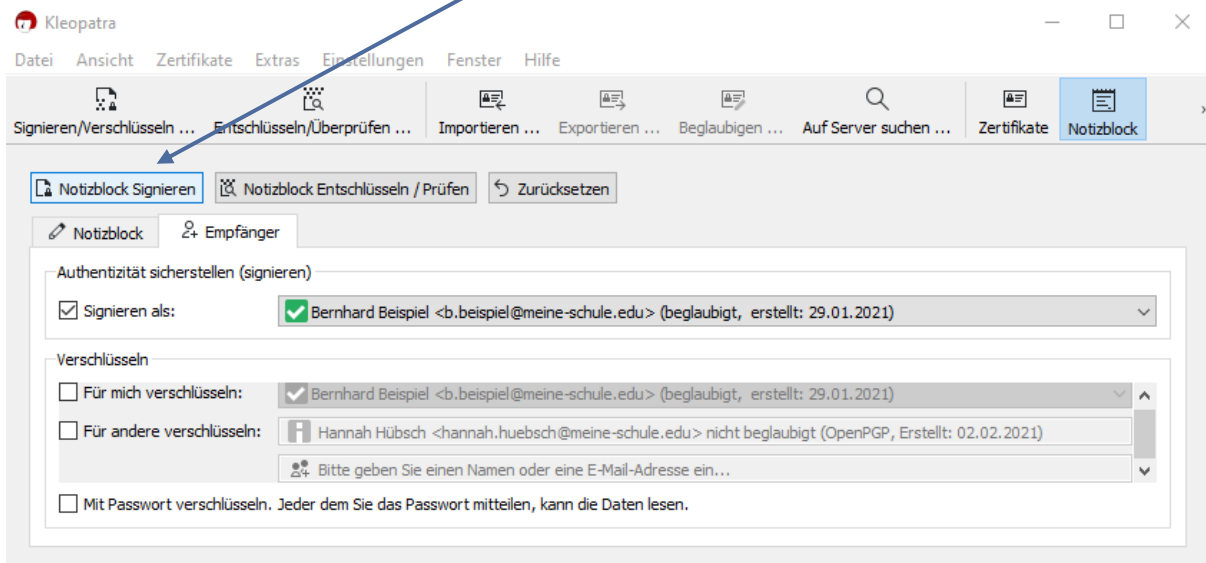 Kleopatra
Datei Ansicht Zertifikate Extras Einstellungen Fenster Hilfe
Signieren/Verschlüsseln ... Entschlüsseln/Überprüfen ... Importieren ... Exportieren ... Beglaubigen ... Auf Server suchen ... Zertifikate Notizblock
Notizblock Signieren Notizblock Entschlüsseln / Prüfen Zurücksetzen
Notizblock Empfänger
Authentizität sicherstellen (signieren)
Signieren als: Bernhard Beispiel <b.beispiel@meine-schule.edu> (beglaubigt, erstellt: 29.01.2021)
Verschlüsseln
Für mich verschlüsseln: Bernhard Beispiel <b.beispiel@meine-schule.edu> (beglaubigt, erstellt: 29.01.2021)
Für andere verschlüsseln: Hannah Hübsch <hannah.huebsch@meine-schule.edu> nicht beglaubigt (OpenPGP, Erstellt: 02.02.2021)
Bitte geben Sie einen Namen oder eine E-Mail-Adresse ein...
Mit Passwort verschlüsseln. Jeder dem Sie das Passwort mitteilen, kann die Daten lesen.